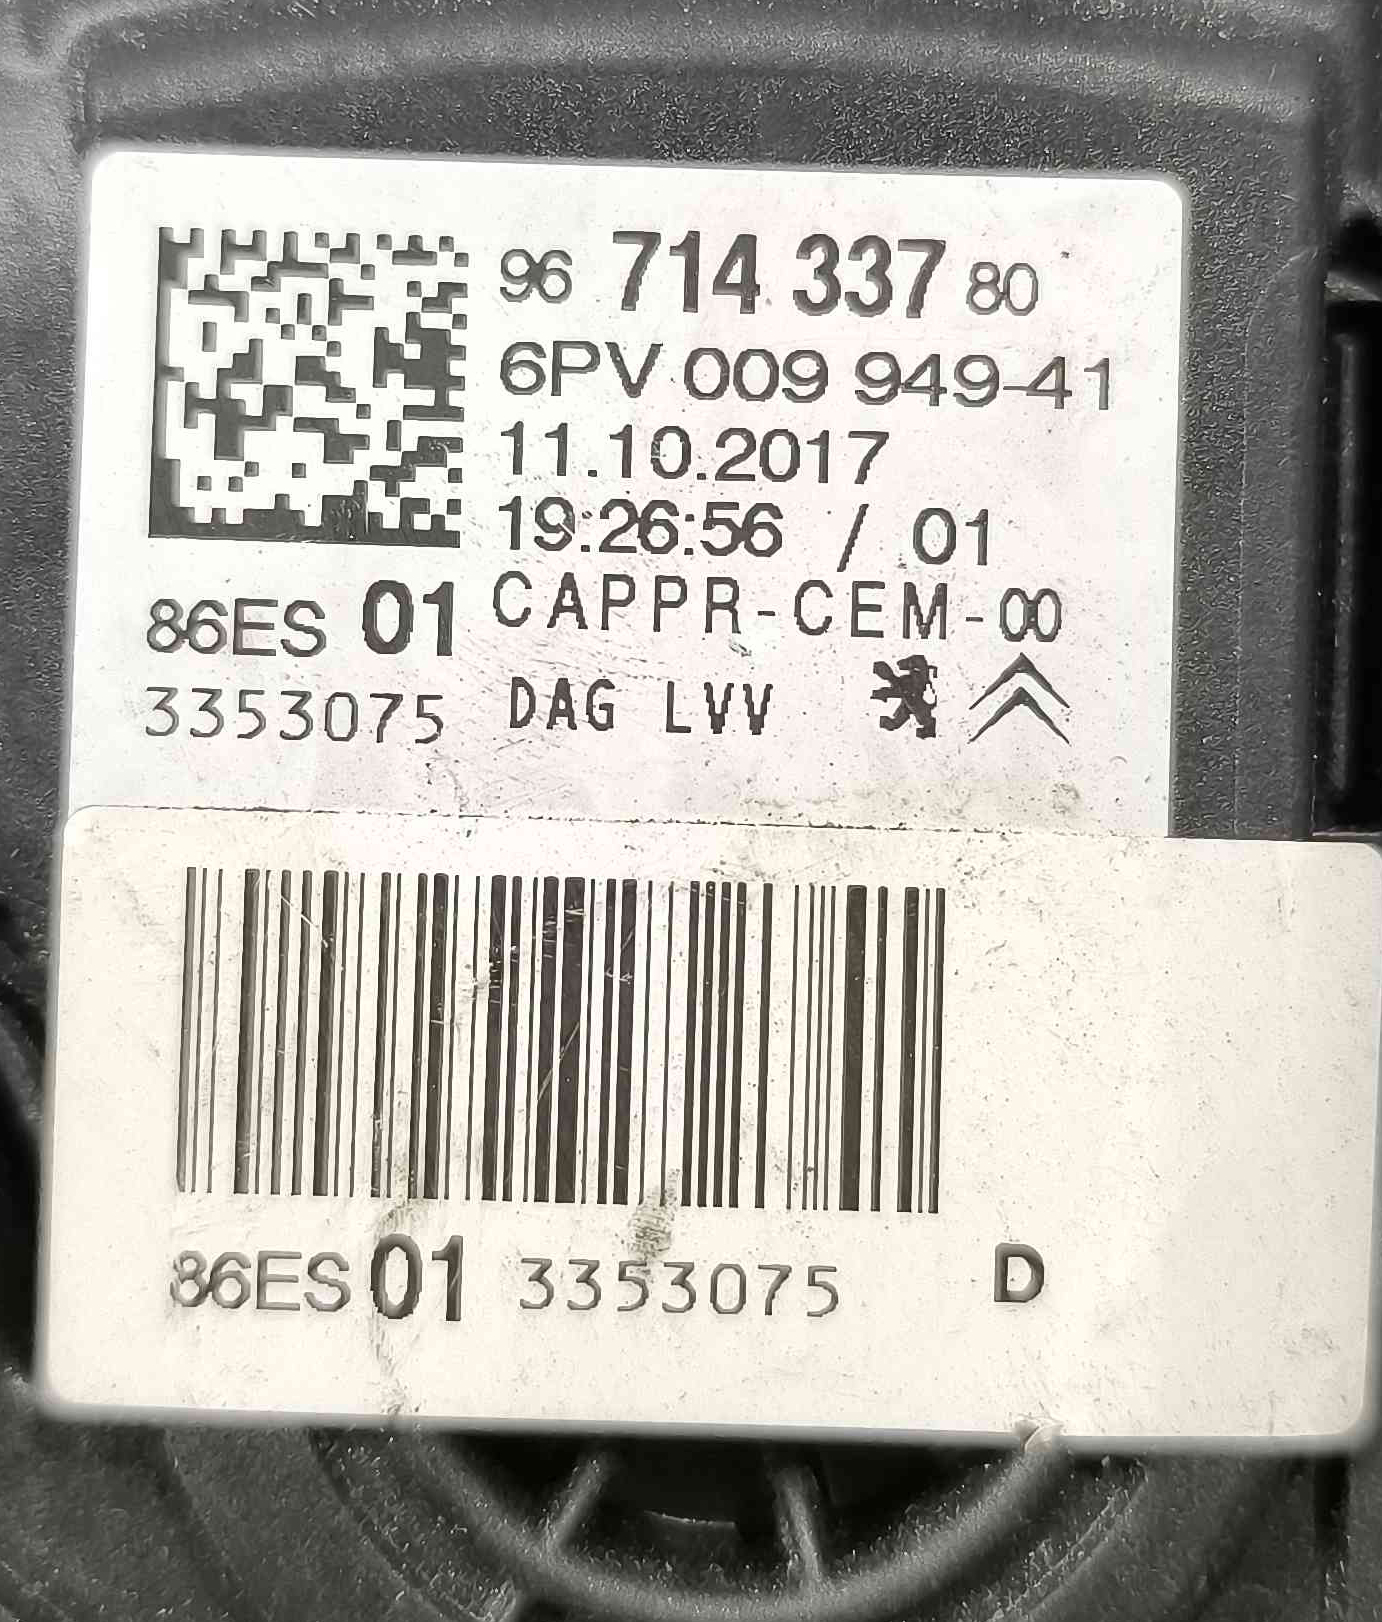 96 714 337 80
6PV 009 949-41
11.10.2017
19:26:56 / 01
86ES 01 CAPPR-CEM-00
3353075 DAG LVV
86ES 01 3353075 D